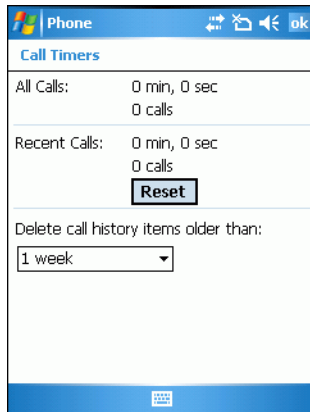 Phone
ok
Call Timers
All Calls: 0 min, 0 sec
0 calls
Recent Calls: 0 min, 0 sec
0 calls
Reset
Delete call history items older than:
1 week